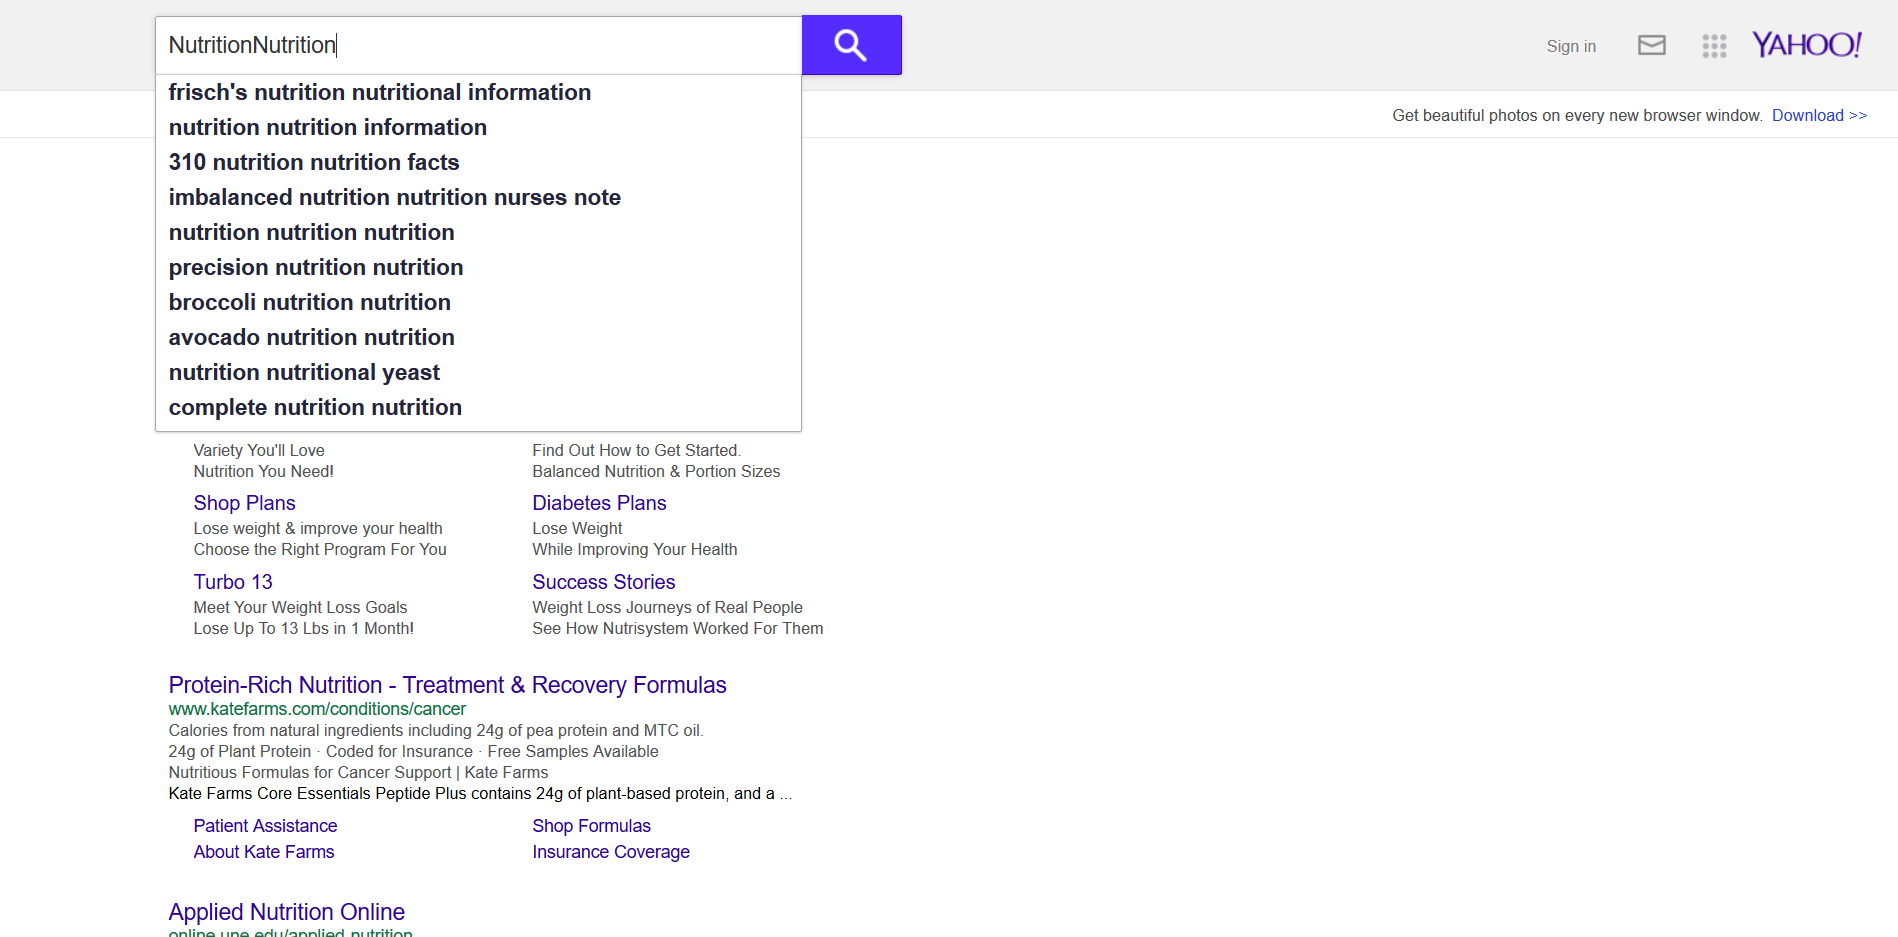 NutritionNutrition
Sign in
YAHOO!
frisch's nutrition nutritional information
nutrition nutrition information
310 nutrition nutrition facts
imbalanced nutrition nutrition nurses note
nutrition nutrition nutrition
precision nutrition nutrition
broccoli nutrition nutrition
avocado nutrition nutrition
nutrition nutritional yeast
complete nutrition nutrition
Get beautiful photos on every new browser window. Download >>
Variety You'll Love
Nutrition You Need!
Find Out How to Get Started.
Balanced Nutrition & Portion Sizes
Shop Plans
Lose weight & improve your health
Choose the Right Program For You
Diabetes Plans
Lose Weight
While Improving Your Health
Turbo 13
Meet Your Weight Loss Goals
Lose Up To 13 Lbs in 1 Month!
Success Stories
Weight Loss Journeys of Real People
See How Nutrisystem Worked For Them
Protein-Rich Nutrition - Treatment & Recovery Formulas
www.katefarms.com/conditions/cancer
Calories from natural ingredients including 24g of pea protein and MTC oil.
24g of Plant Protein · Coded for Insurance · Free Samples Available
Nutritious Formulas for Cancer Support | Kate Farms
Kate Farms Core Essentials Peptide Plus contains 24g of plant-based protein, and a ...
Patient Assistance
Shop Formulas
About Kate Farms
Insurance Coverage
Applied Nutrition Online
online.une.edu/applied-nutrition